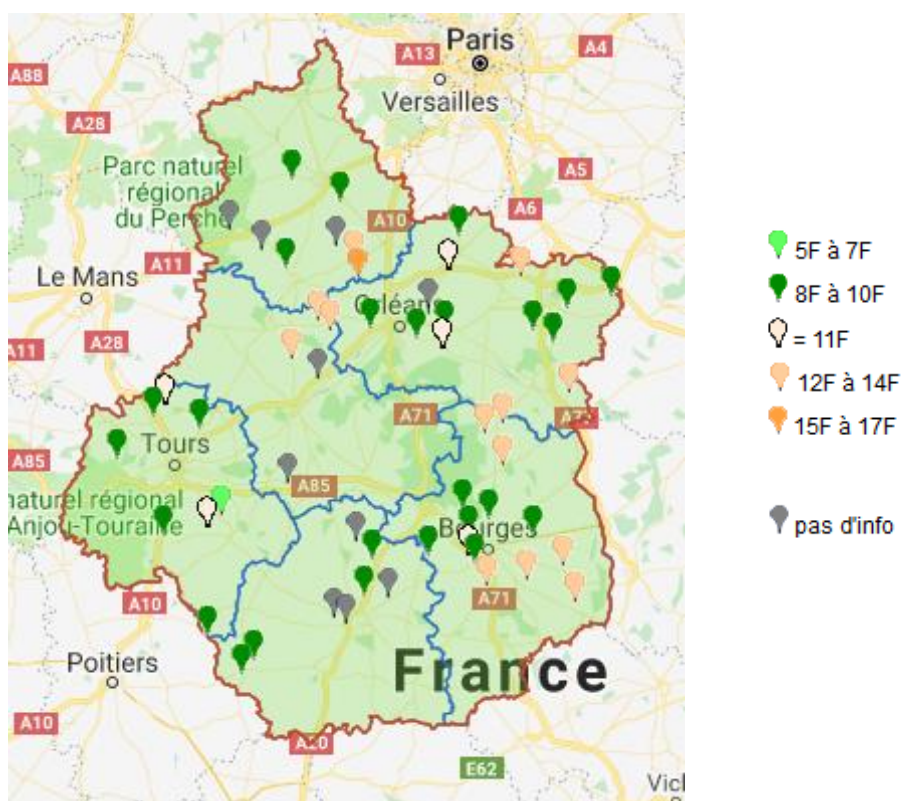 Paris
A13
A4
A88
Versailles
A28
Parc naturel
régional
du Perche
A5
A10
A6
A11
Le Mans
Orléans
A28
A11
A71
A77
Tours
A85
A85
naturel régional
Anjou-Touraine
Bourges
A10
A71
Poitiers
France
A10
A20
E62
Vic
5F à 7F
8F à 10F
= 11F
12F à 14F
15F à 17F
pas d'info